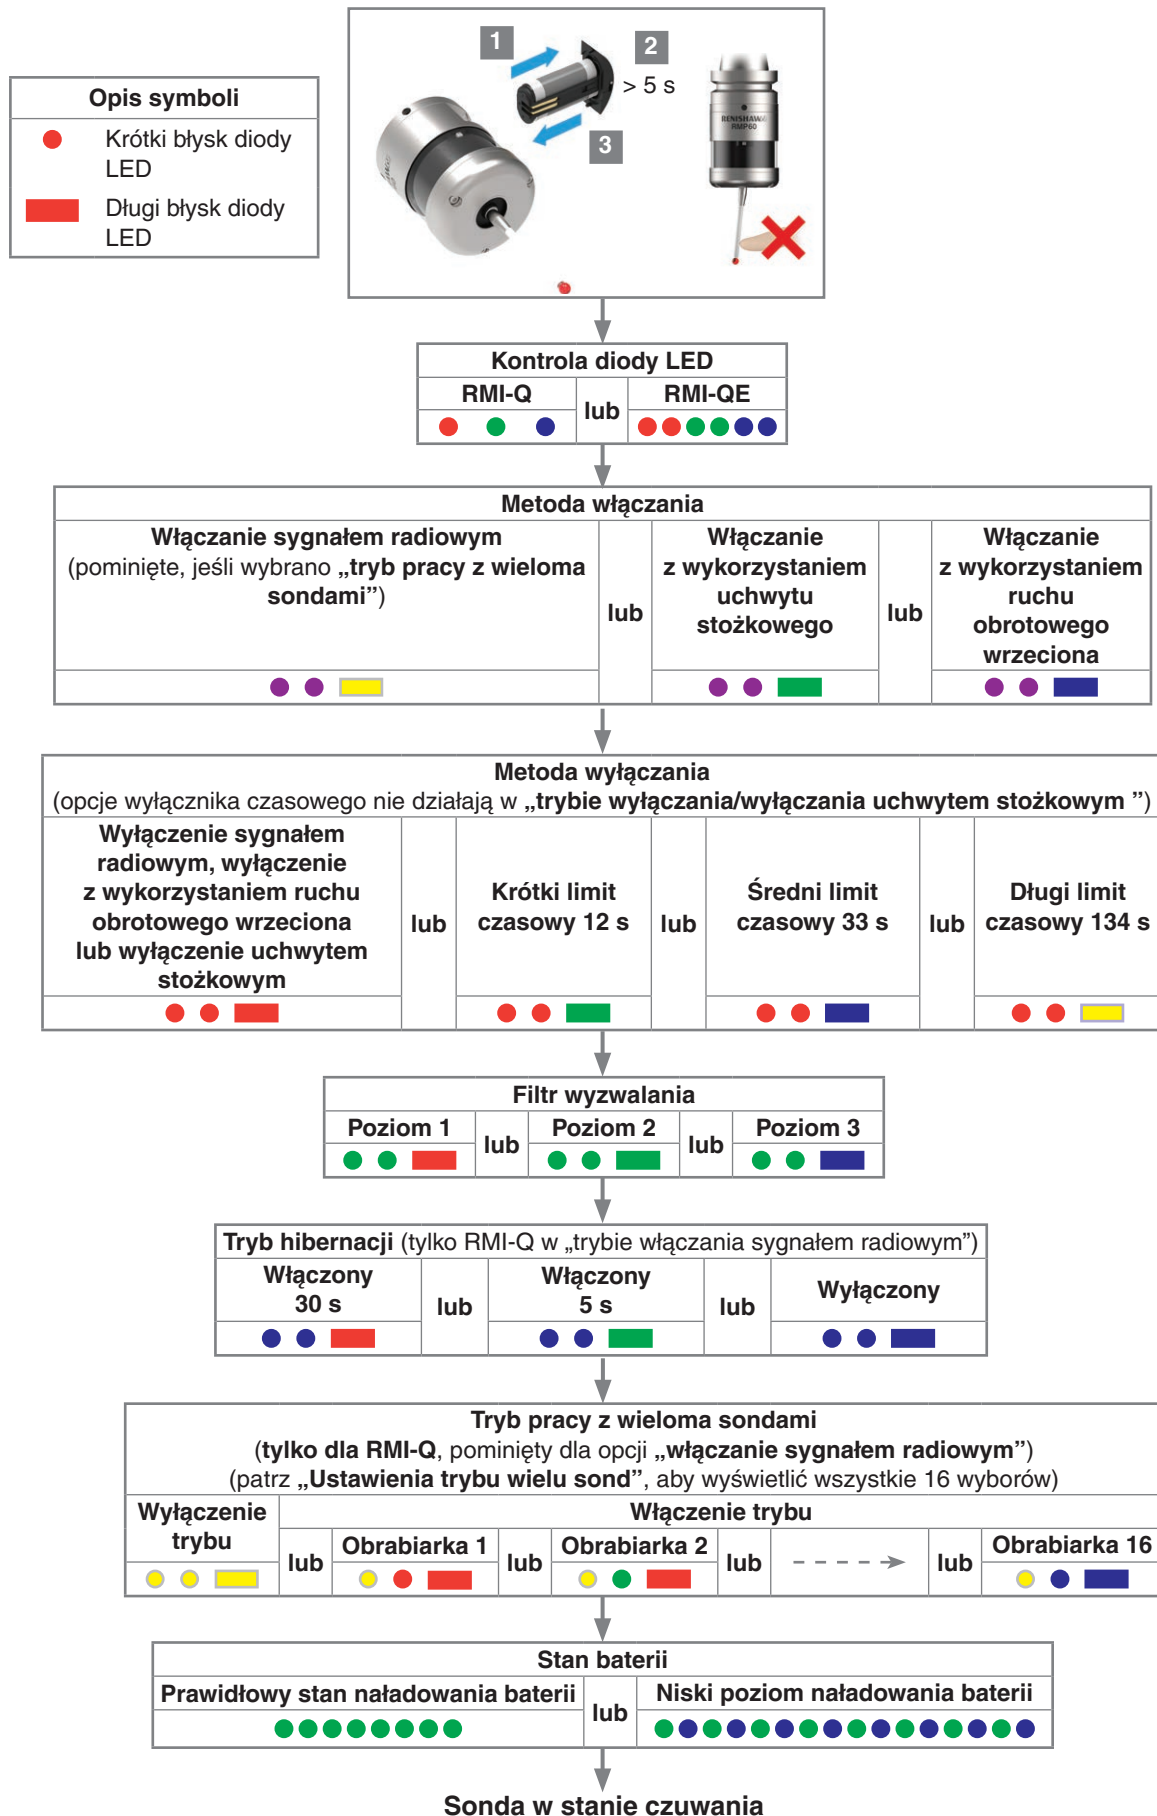 1
2
> 5 s
3
RENISHAW
RMP60
Opis symboli
Krótki błysk diody
LED
Długi błysk diody
LED
Kontrola diody LED
RMI-Q
lub
RMI-QE
Metoda włączania
Włączanie sygnałem radiowym
(pominięte, jeśli wybrano „tryb pracy z wieloma
sondami”)
lub
Włączanie
z wykorzystaniem
uchwytu
stożkowego
lub
Włączanie
z wykorzystaniem
ruchu
obrotowego
wrzeciona
Metoda wyłączania
(opcje wyłącznika czasowego nie działają w „trybie wyłączania/wyłączania uchwytem stożkowym ”)
Wyłączenie sygnałem
radiowym, wyłączenie
z wykorzystaniem ruchu
obrotowego wrzeciona
lub wyłączenie uchwytem
stożkowym
lub
Krótki limit
czasowy 12 s
lub
Średni limit
czasowy 33 s
lub
Długi limit
czasowy 134 s
Filtr wyzwalania
Poziom 1
lub
Poziom 2
lub
Poziom 3
Tryb hibernacji (tylko RMI-Q w „trybie włączania sygnałem radiowym”)
Włączony
30 s
lub
Włączony
5 s
lub
Wyłączony
Tryb pracy z wieloma sondami
(tylko dla RMI-Q, pominięty dla opcji „włączanie sygnałem radiowym”)
(patrz „Ustawienia trybu wielu sond”, aby wyświetlić wszystkie 16 wyborów)
Wyłączenie
trybu
Włączenie trybu
lub
Obrabiarka 1
lub
Obrabiarka 2
lub
lub
Obrabiarka 16
Stan baterii
Prawidłowy stan naładowania baterii
lub
Niski poziom naładowania baterii
Sonda w stanie czuwania